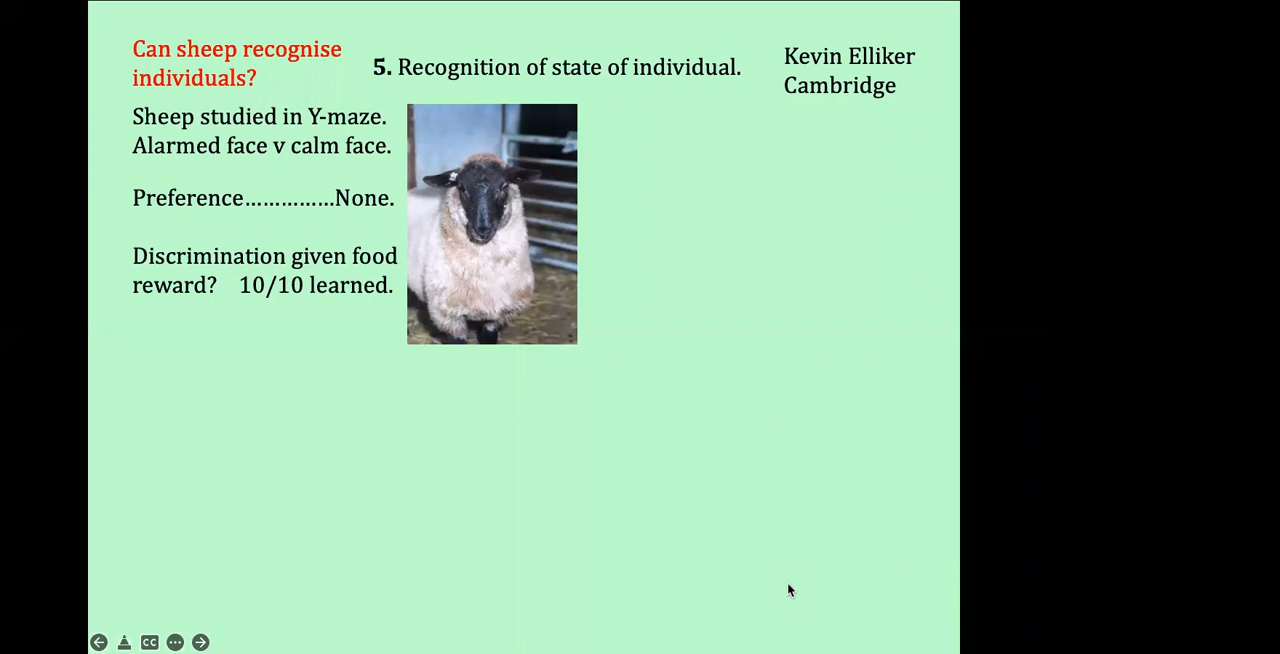 Can sheep recognise
individuals?
5. Recognition of state of individual.
Kevin Elliker
Cambridge
Sheep studied in Y-maze.
Alarmed face v calm face.
Preference...............None.
Discrimination given food
reward? 10/10 learned.
CC